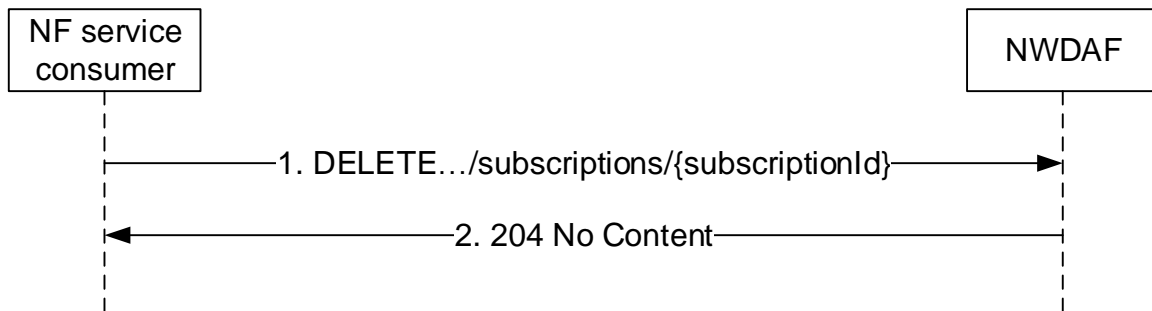 NF service
consumer
NWDAF
1. DELETE…/subscriptions/{subscriptionId}
2. 204 No Content